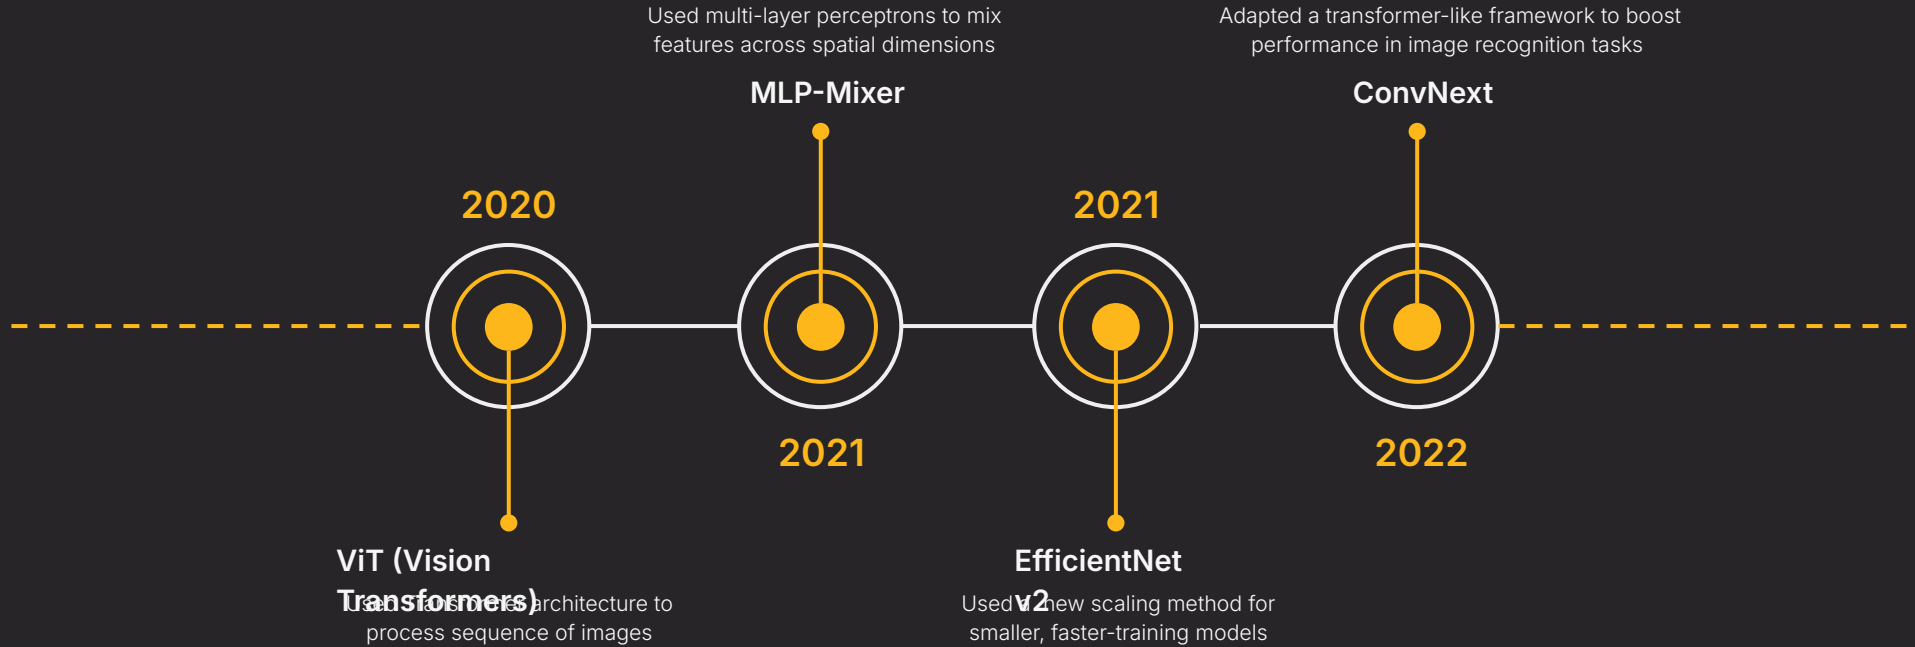 Used multi-layer perceptrons to mix
features across spatial dimensions
MLP-Mixer
Adapted a transformer-like framework to boost
performance in image recognition tasks
ConvNext
2020
2021
2021
2022
ViT (Vision
Transformers)
Used Transformer architecture to
process sequence of images
EfficientNet
v2
Used a new scaling method for
smaller, faster-training models